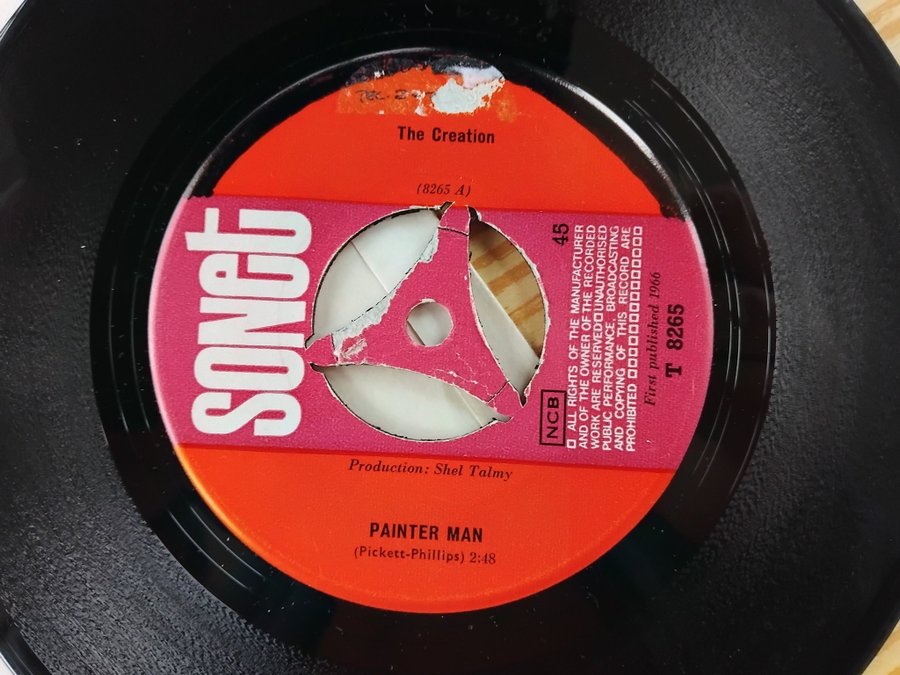 The Creation
(8265 A)
SONET
45
NCB
ALL RIGHTS OF THE MANUFACTURER
AND OF THE OWNER OF THE RECORDED
WORK ARE RESERVED UNAUTHORISED
PUBLIC PERFORMANCE, BROADCASTING
AND COPYING OF THIS RECORD ARE
PROHIBITED
First published 1966
T 8265
Production: Shel Talmy
PAINTER MAN
(Pickett-Phillips) 2:48